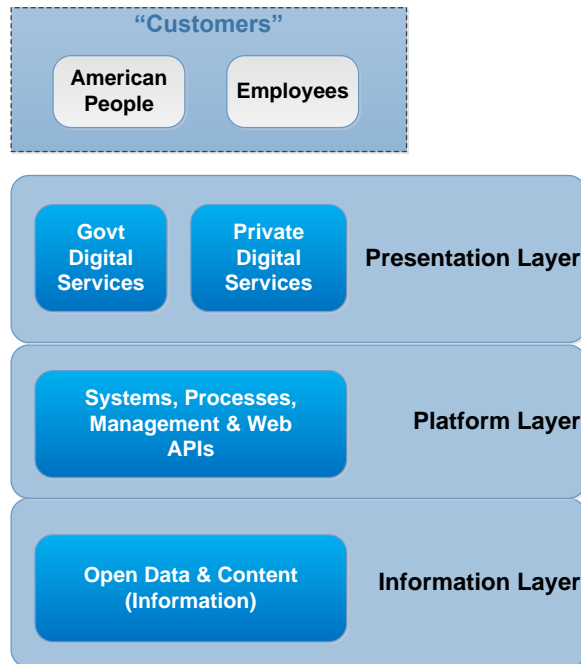 “Customers”
American
People
Employees
Govt
Digital
Services
Private
Digital
Services
Presentation Layer
Systems, Processes,
Management & Web
APIs
Platform Layer
Open Data & Content
(Information)
Information Layer